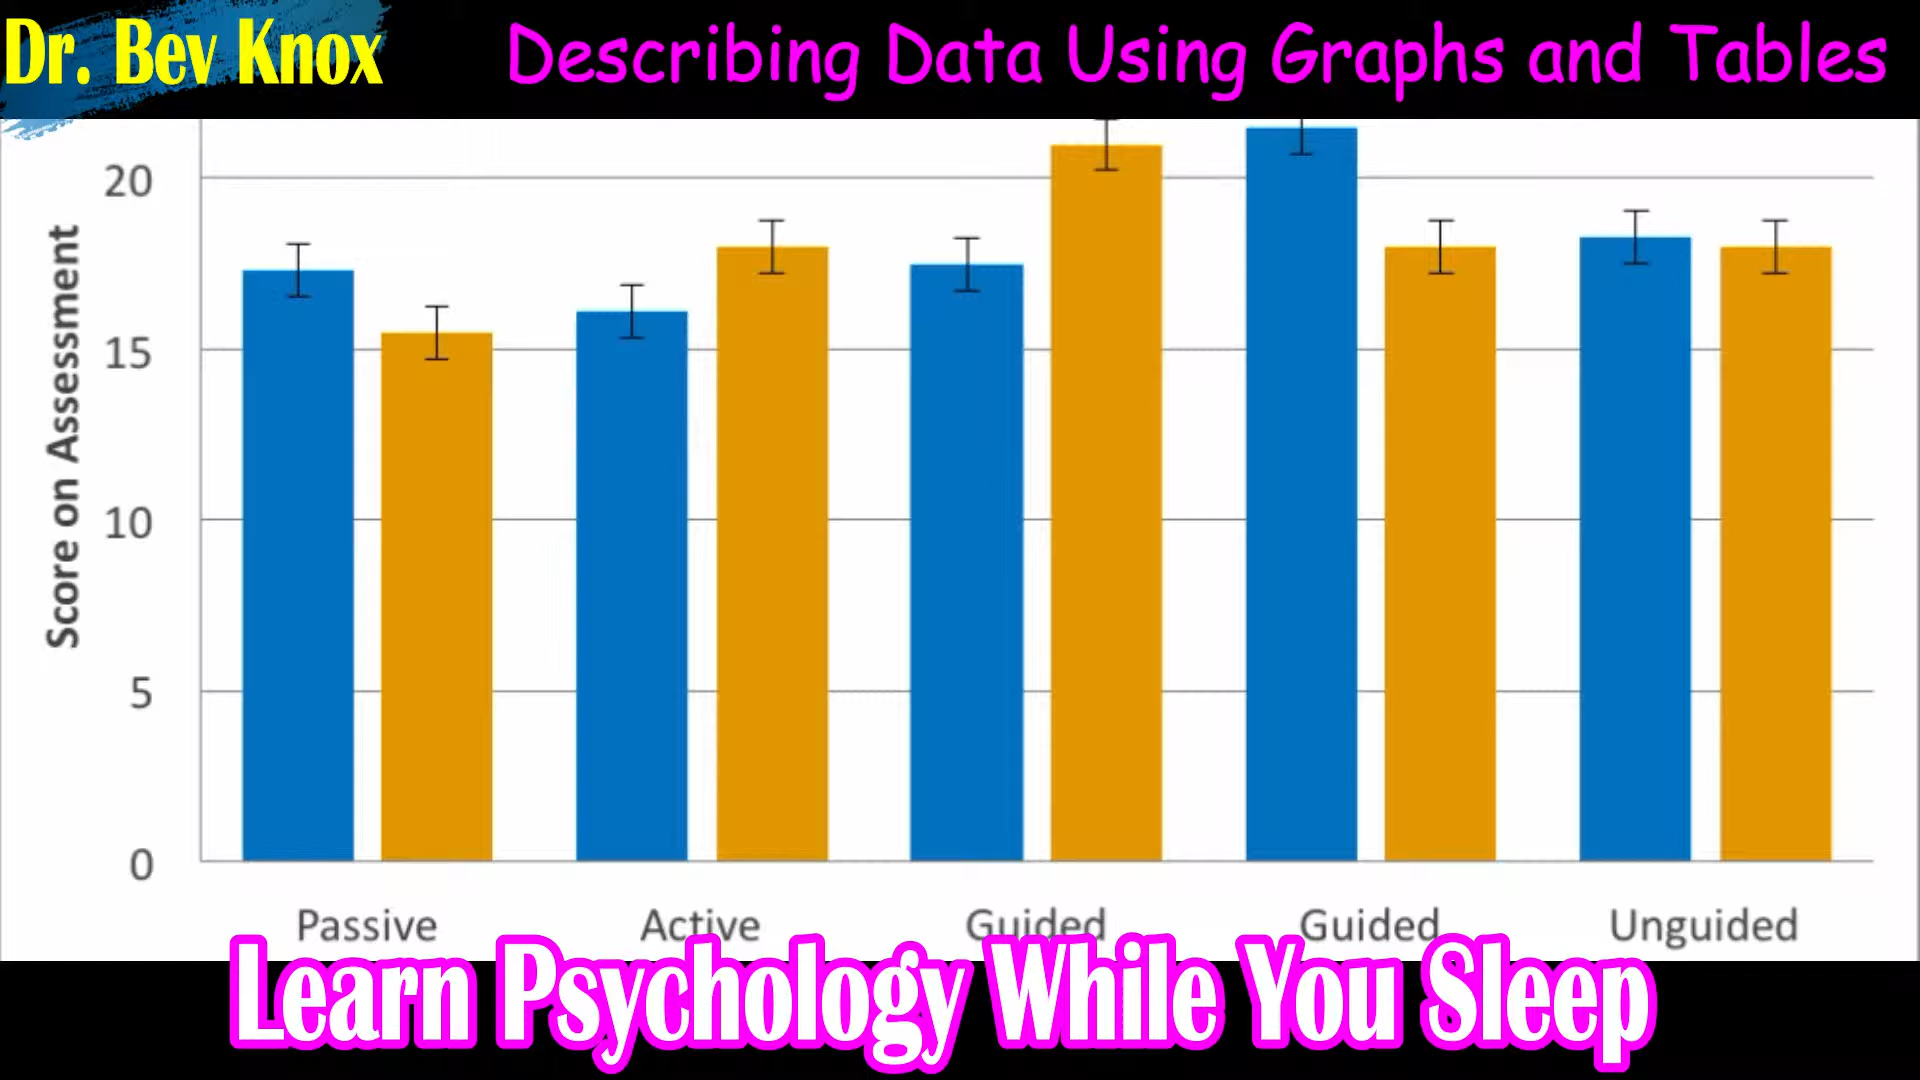 Dr. Bev Knox
Describing Data Using Graphs and Tables
Score on Assessment
20
15
10
5
0
Passive
Active
Guided
Guided
Unguided
Learn Psychology While You Sleep